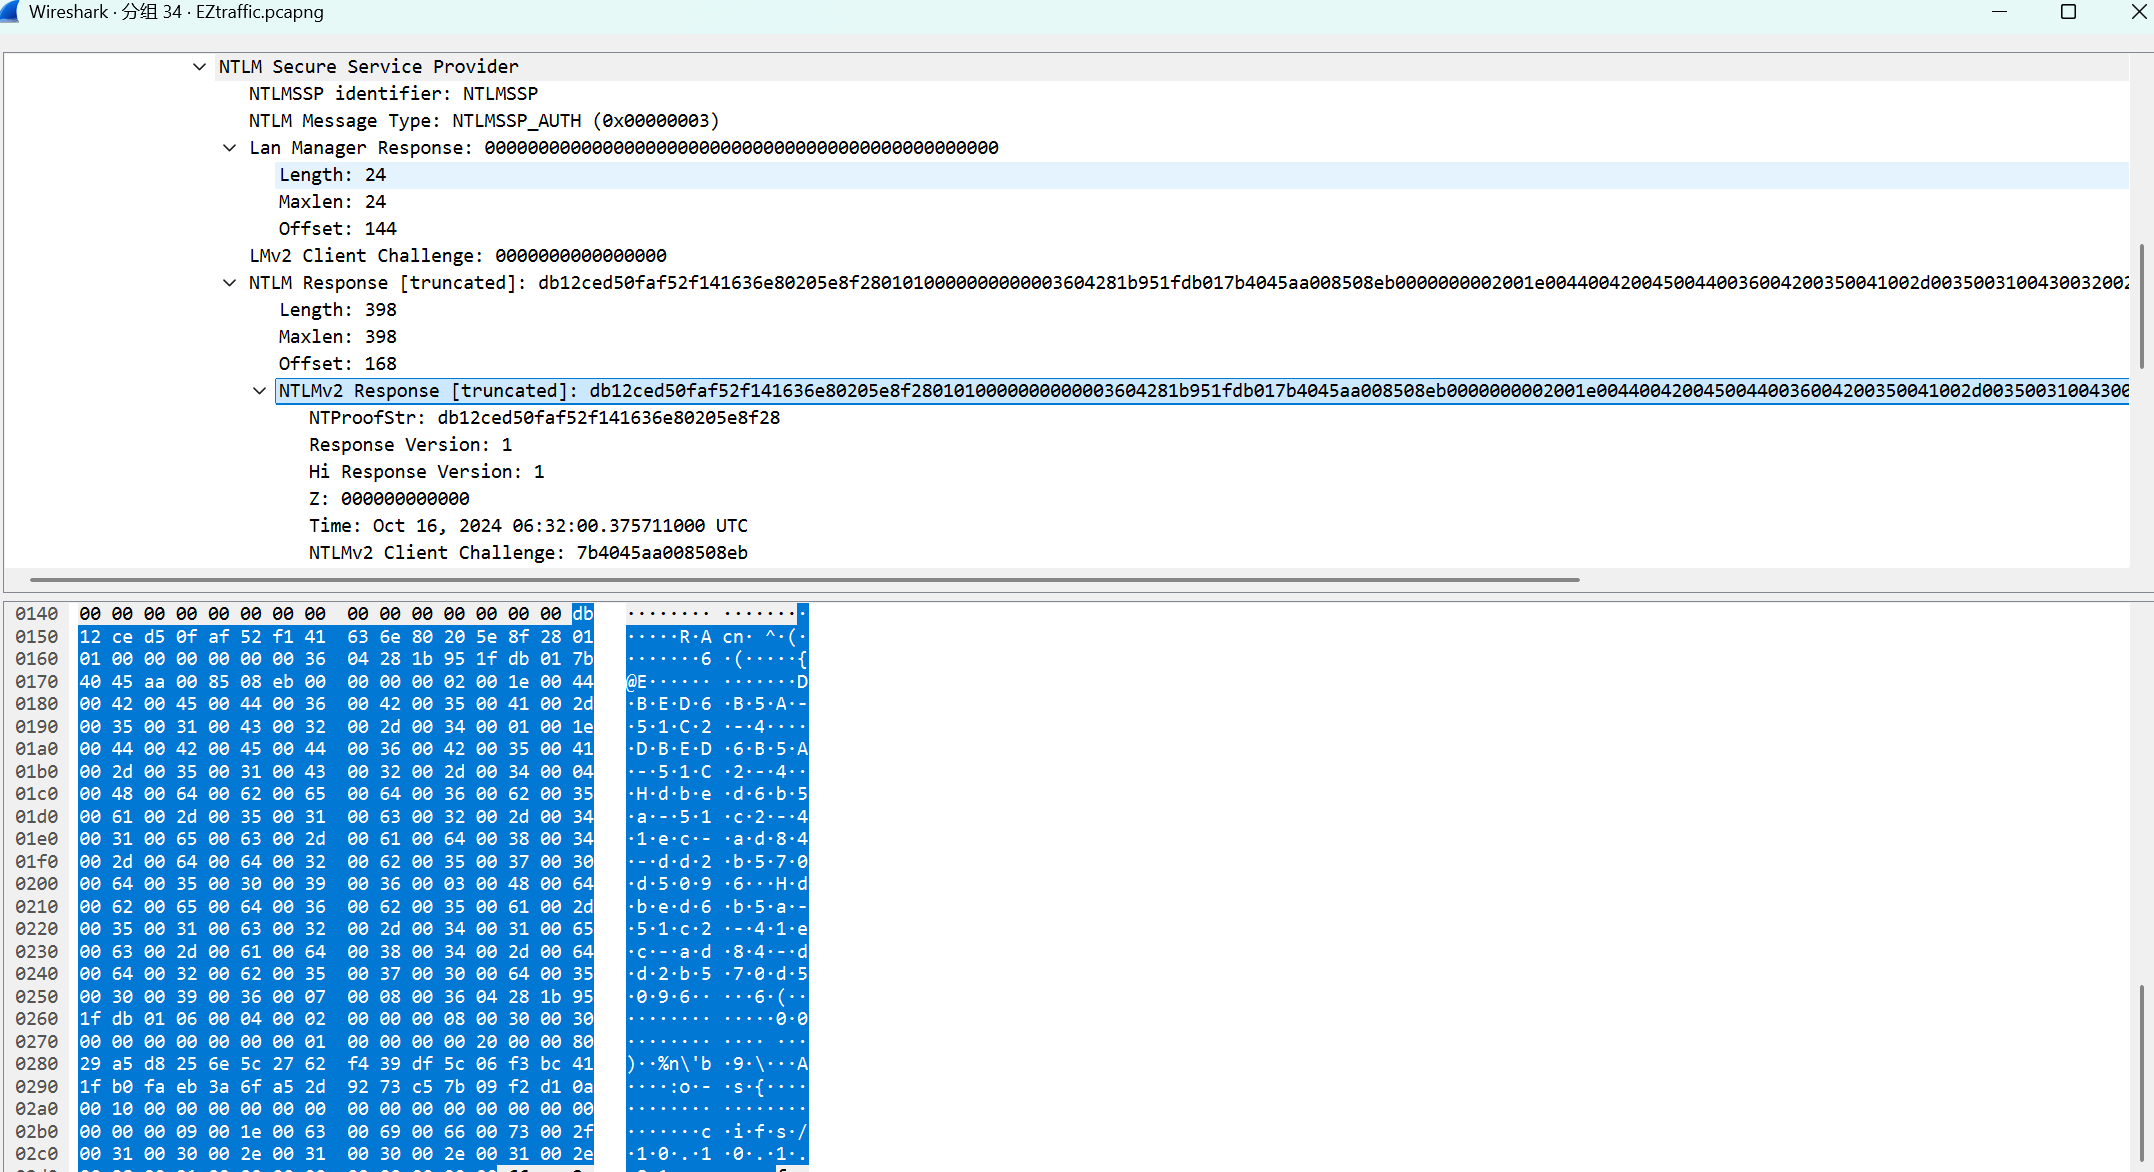 Wireshark · 分组 34 · EZtraffic.pcapng
NTLM Secure Service Provider
NTLMSSP identifier: NTLMSSP
NTLM Message Type: NTLMSSP_AUTH (0x00000003)
Lan Manager Response: 000000000000000000000000000000000000000000000000
Length: 24
Maxlen: 24
Offset: 144
LMv2 Client Challenge: 0000000000000000
NTLM Response [truncated]: db12ced50faf52f141636e80205e8f2801010000000000003604281b951fdb017b4045aa008508eb0000000002001e00440042004500440036004200350041002d00350031004300320​02
Length: 398
Maxlen: 398
Offset: 168
NTLMv2 Response [truncated]: db12ced50faf52f141636e80205e8f2801010000000000003604281b951fdb017b4045aa008508eb0000000002001e00440042004500440036004200350041002d00350031004300
NTProofStr: db12ced50faf52f141636e80205e8f28
Response Version: 1
Hi Response Version: 1
Z: 000000000000
Time: Oct 16, 2024 06:32:00.375711000 UTC
NTLMv2 Client Challenge: 7b4045aa008508eb
0140 00 00 00 00 00 00 00 00 00 00 00 00 00 00 00 db ········ ········
0150 12 ce d5 0f af 52 f1 41 63 6e 80 20 5e 8f 28 01 ·····R·A cn· ^·(·
0160 01 00 00 00 00 00 00 36 04 28 1b 95 1f db 01 7b ·······6 ·(·····{
0170 40 45 aa 00 85 08 eb 00 00 00 00 02 00 1e 00 44 @E······ ·······D
0180 00 42 00 45 00 44 00 36 00 42 00 35 00 41 00 2d ·B·E·D·6 ·B·5·A·-
0190 00 35 00 31 00 43 00 32 00 2d 00 34 00 01 00 1e ·5·1·C·2 ·-·4····
01a0 00 44 00 42 00 45 00 44 00 36 00 42 00 35 00 41 ·D·B·E·D ·6·B·5·A
01b0 00 2d 00 35 00 31 00 43 00 32 00 2d 00 34 00 04 ·-·5·1·C ·2·-·4··
01c0 00 48 00 64 00 62 00 65 00 64 00 36 00 62 00 35 ·H·d·b·e ·d·6·b·5
01d0 00 61 00 2d 00 35 00 31 00 63 00 32 00 2d 00 34 ·a·-·5·1 ·c·2·-·4
01e0 00 31 00 65 00 63 00 2d 00 61 00 64 00 38 00 34 ·1·e·c·- ·a·d·8·4
01f0 00 2d 00 64 00 64 00 32 00 62 00 35 00 37 00 30 ·-·d·d·2 ·b·5·7·0
0200 00 64 00 35 00 30 00 39 00 36 00 03 00 48 00 64 ·d·5·0·9 ·6···H·d
0210 00 62 00 65 00 64 00 36 00 62 00 35 00 61 00 2d ·b·e·d·6 ·b·5·a·-
0220 00 35 00 31 00 63 00 32 00 2d 00 34 00 31 00 65 ·5·1·c·2 ·-·4·1·e
0230 00 63 00 2d 00 61 00 64 00 38 00 34 00 2d 00 64 ·c·-·a·d ·8·4·-·d
0240 00 64 00 32 00 62 00 35 00 37 00 30 00 64 00 35 ·d·2·b·5 ·7·0·d·5
0250 00 30 00 39 00 36 00 07 00 08 00 36 04 28 1b 95 ·0·9·6·· ···6·(··
0260 1f db 01 06 00 04 00 02 00 00 00 08 00 30 00 30 ········ ·····0·0
0270 00 00 00 00 00 00 00 01 00 00 00 00 20 00 00 80 ········ ···· ···
0280 29 a5 d8 25 6e 5c 27 62 f4 39 df 5c 06 f3 bc 41 )··%n\'b ·9·\···A
0290 1f b0 fa eb 3a 6f a5 2d 92 73 c5 7b 09 f2 d1 0a ····:o·- ·s·{····
02a0 00 10 00 00 00 00 00 00 00 00 00 00 00 00 00 00 ········ ········
02b0 00 00 00 09 00 1e 00 63 00 69 00 66 00 73 00 2f ·······c ·i·f·s·/
02c0 00 31 00 30 00 2e 00 31 00 30 00 2e 00 31 00 2e ·1·0·.·1 ·0·.·1·.